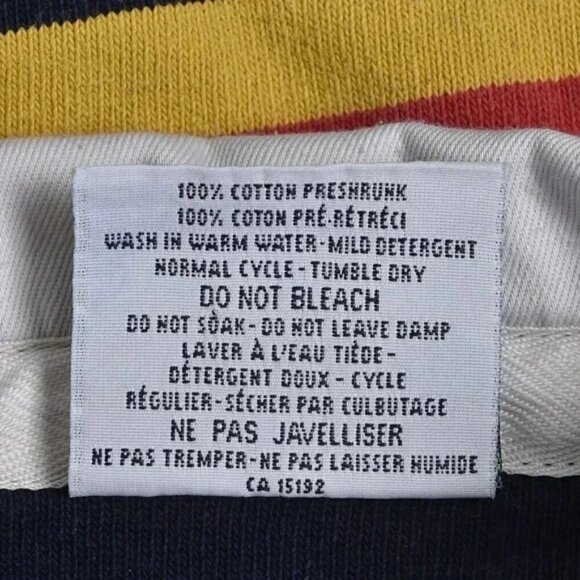 100% COTTON PRESHRUNK
100% COTON PRÉ-RÉTRÉCI
WASH IN WARM WATER-MILD DETERGENT
NORMAL CYCLE-TUMBLE DRY
DO NOT BLEACH
DO NOT SOAK-DO NOT LEAVE DAMP
LAVER À L'EAU TIÈDE-
DÉTERGENT DOUX-CYCLE
RÉGULIER-SÉCHER PAR CULBUTAGE
NE PAS JAVELLISER
NE PAS TREMPER-NE PAS LAISSER HUMIDE
CA 15192